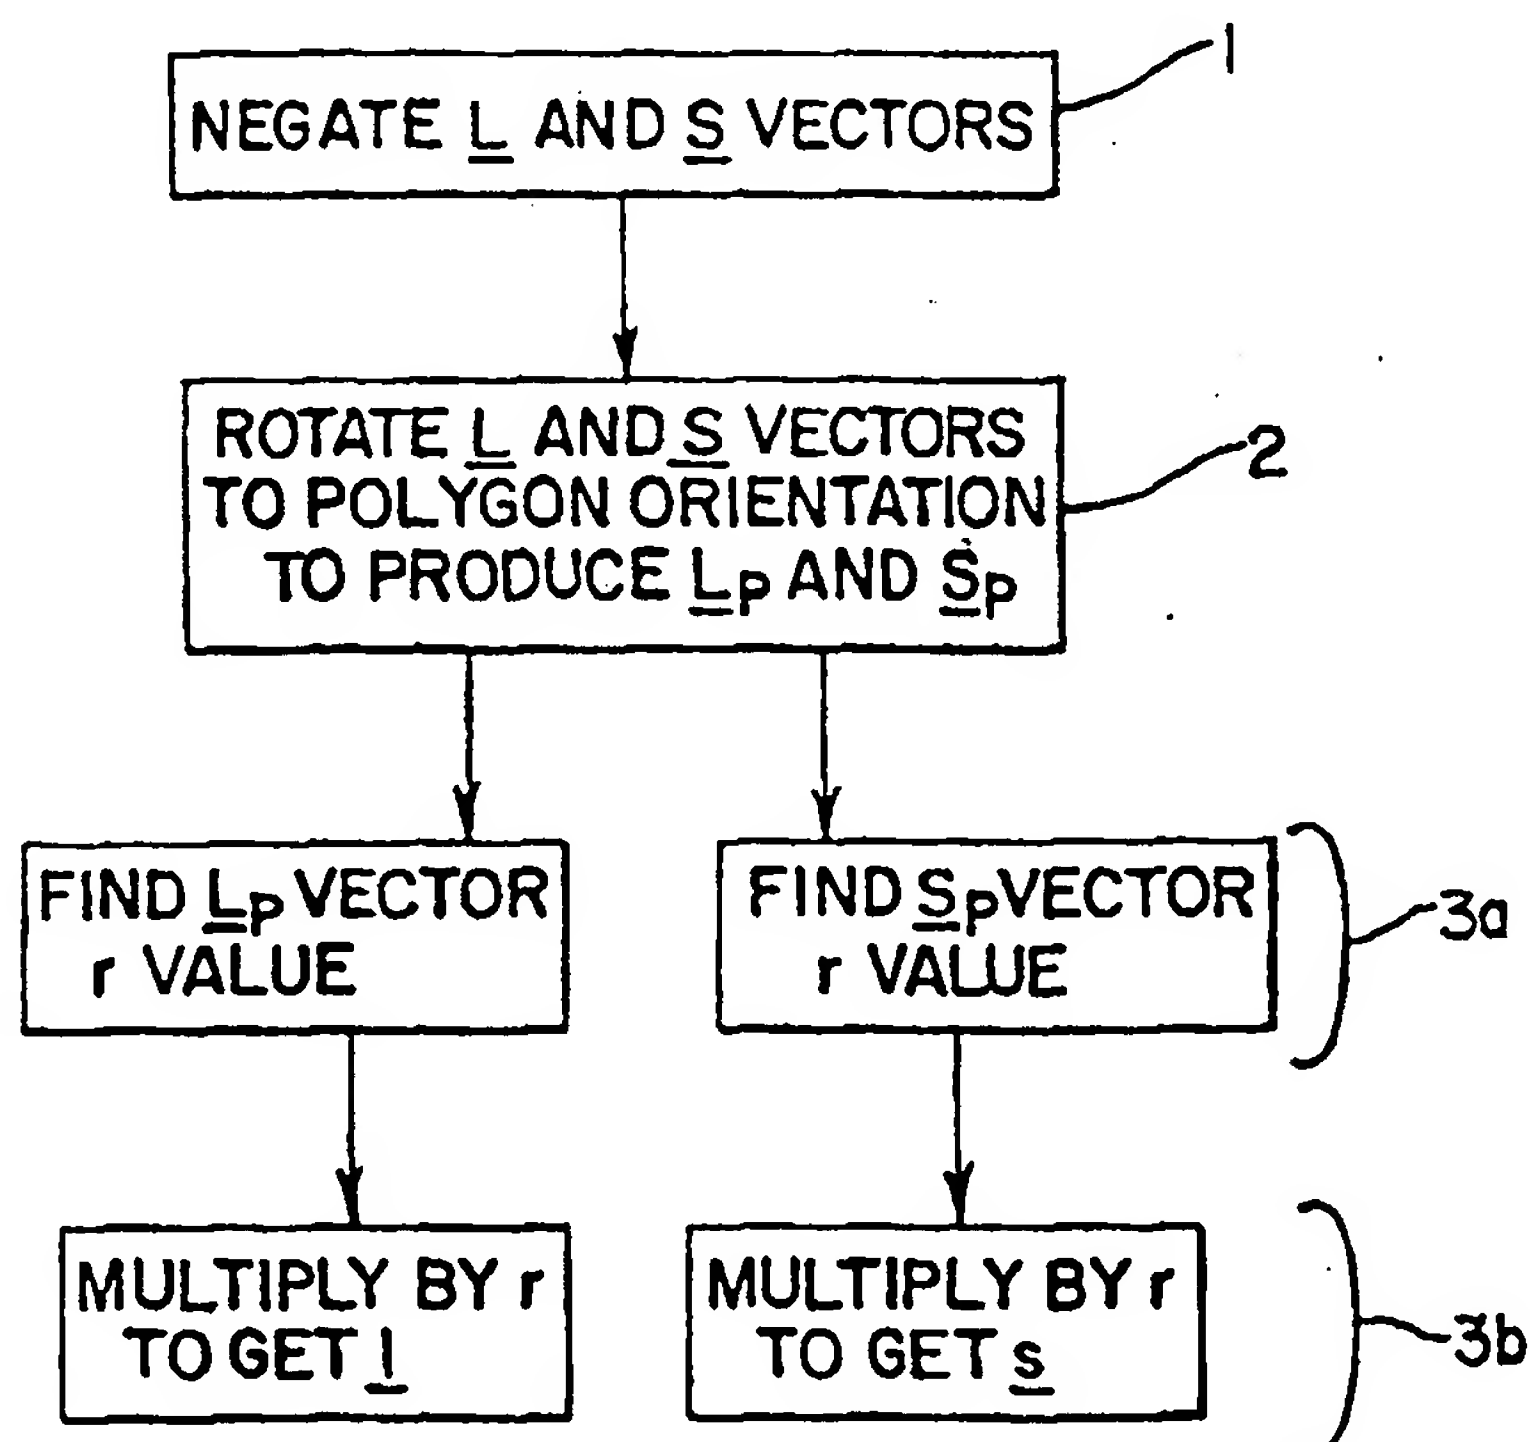 NEGATE L AND S VECTORS
1
ROTATE L AND S VECTORS
TO POLYGON ORIENTATION
TO PRODUCE Lp AND Sp
2
FIND Lp VECTOR
r VALUE
FIND Sp VECTOR
r VALUE
3a
MULTIPLY BY r
TO GET l
MULTIPLY BY r
TO GET s
3b